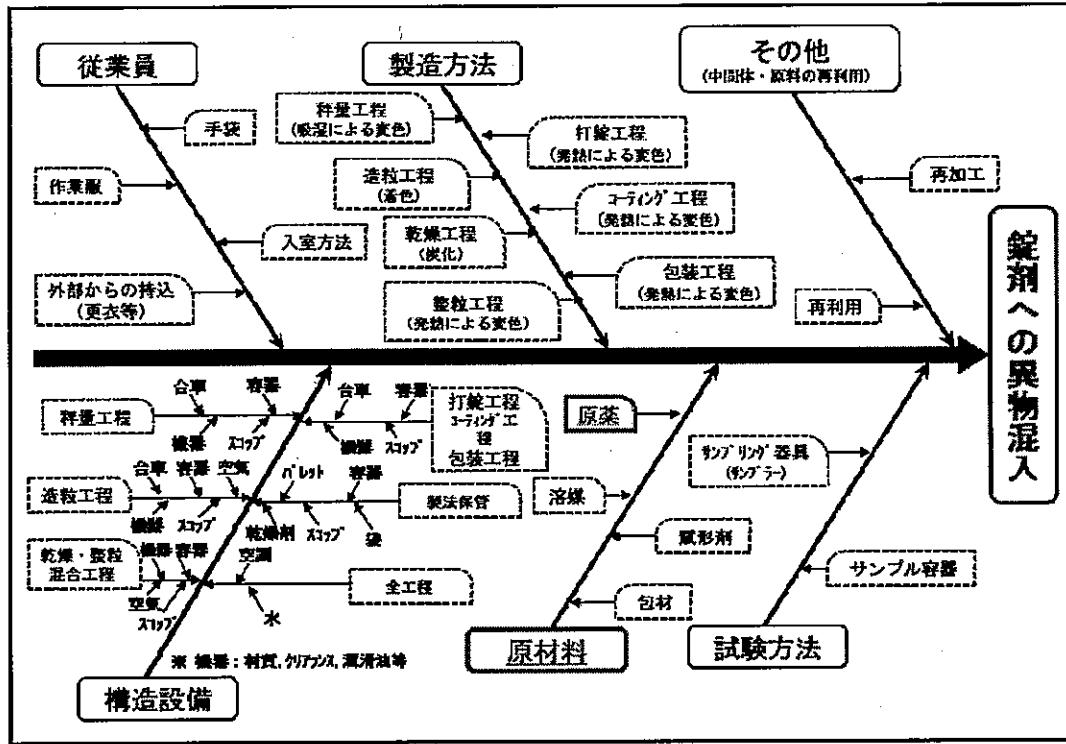 従業員
手袋
作業服
入室方法
外部からの持込
(更衣等)
製造方法
秤量工程
(吸湿による変色)
打錠工程
(発熱による変色)
造粒工程
(着色)
コーティング工程
(発熱による変色)
乾燥工程
(炭化)
包装工程
(発熱による変色)
整粒工程
(発熱による変色)
その他
(中間体・原料の再利用)
再加工
再利用
錠剤への異物混入
秤量工程
台車
容器
機器
スコップ
台車
容器
機器
スコップ
打錠工程
コーティング工
程
包装工程
造粒工程
台車
容器
空気
機器
スコップ
パレット
容器
乾燥剤
スコップ
袋
製法保管
乾燥・整粒
混合工程
機器
容器
空気
スコップ
空調
水
全工程
※ 機器:材質,クリアランス,潤滑油等
構造設備
原薬
溶媒
賦形剤
包材
原材料
サンプリング器具
(サンプラー)
サンプル容器
試験方法